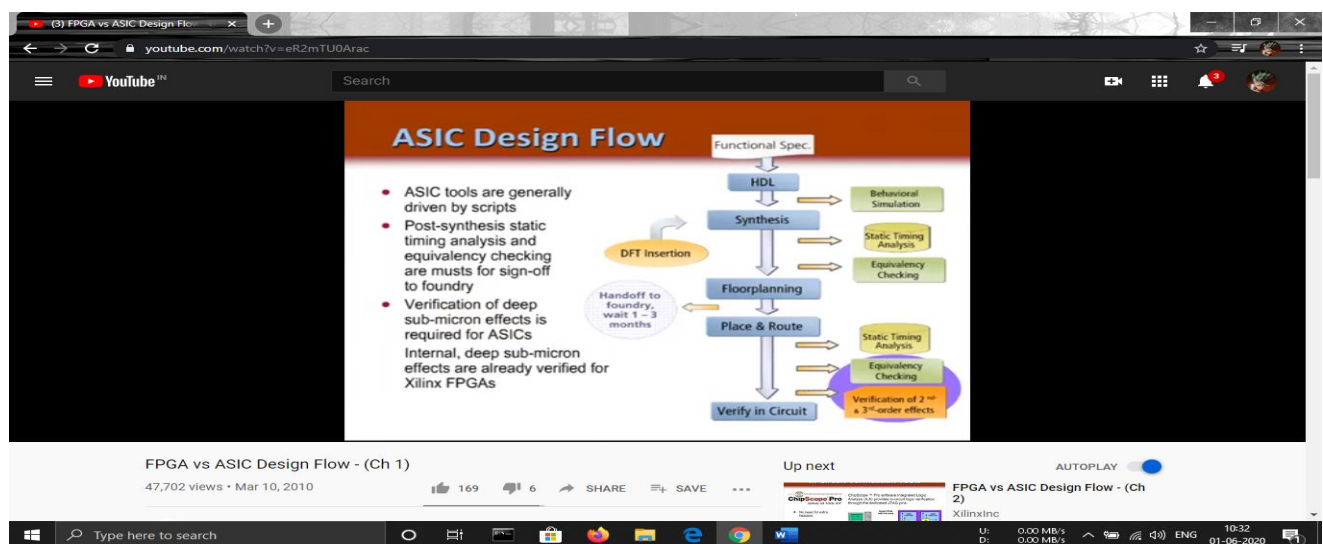 (3) FPGA vs ASIC Design Flo
youtube.com/watch?v=eR2mTU0Arac
YouTube IN
Search
3
ASIC Design Flow
• ASIC tools are generally
driven by scripts
• Post-synthesis static
timing analysis and
equivalency checking
are musts for sign-off
to foundry
• Verification of deep
sub-micron effects is
required for ASICs
Internal, deep sub-micron
effects are already verified for
Xilinx FPGAs
Functional Spec.
HDL
Behavioral
Simulation
Synthesis
DFT Insertion
Static Timing
Analysis
Equivalency
Checking
Floorplanning
Handoff to
foundry,
wait 1 – 3
months
Place & Route
Static Timing
Analysis
Equivalency
Checking
Verification of 2nd
& 3rd-order effects
Verify in Circuit
FPGA vs ASIC Design Flow - (Ch 1)
47,702 views • Mar 10, 2010
169
6
SHARE
SAVE
Up next
AUTOPLAY
ChipScope Pro
FPGA vs ASIC Design Flow - (Ch
2)
XilinxInc
Type here to search
U: 0.00 MB/s
D: 0.00 MB/s
ENG
10:32
01-06-2020